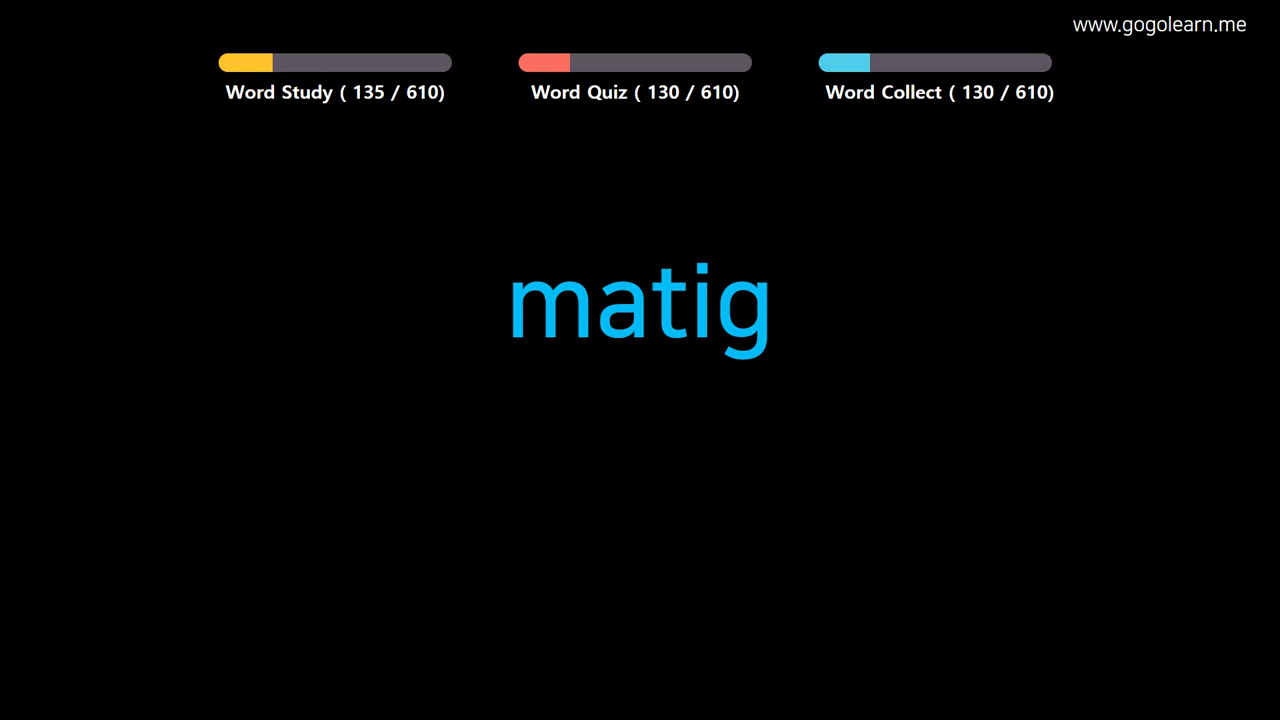 www.gogolearn.me
Word Study ( 135 / 610)
Word Quiz ( 130 / 610)
Word Collect ( 130 / 610)
matig